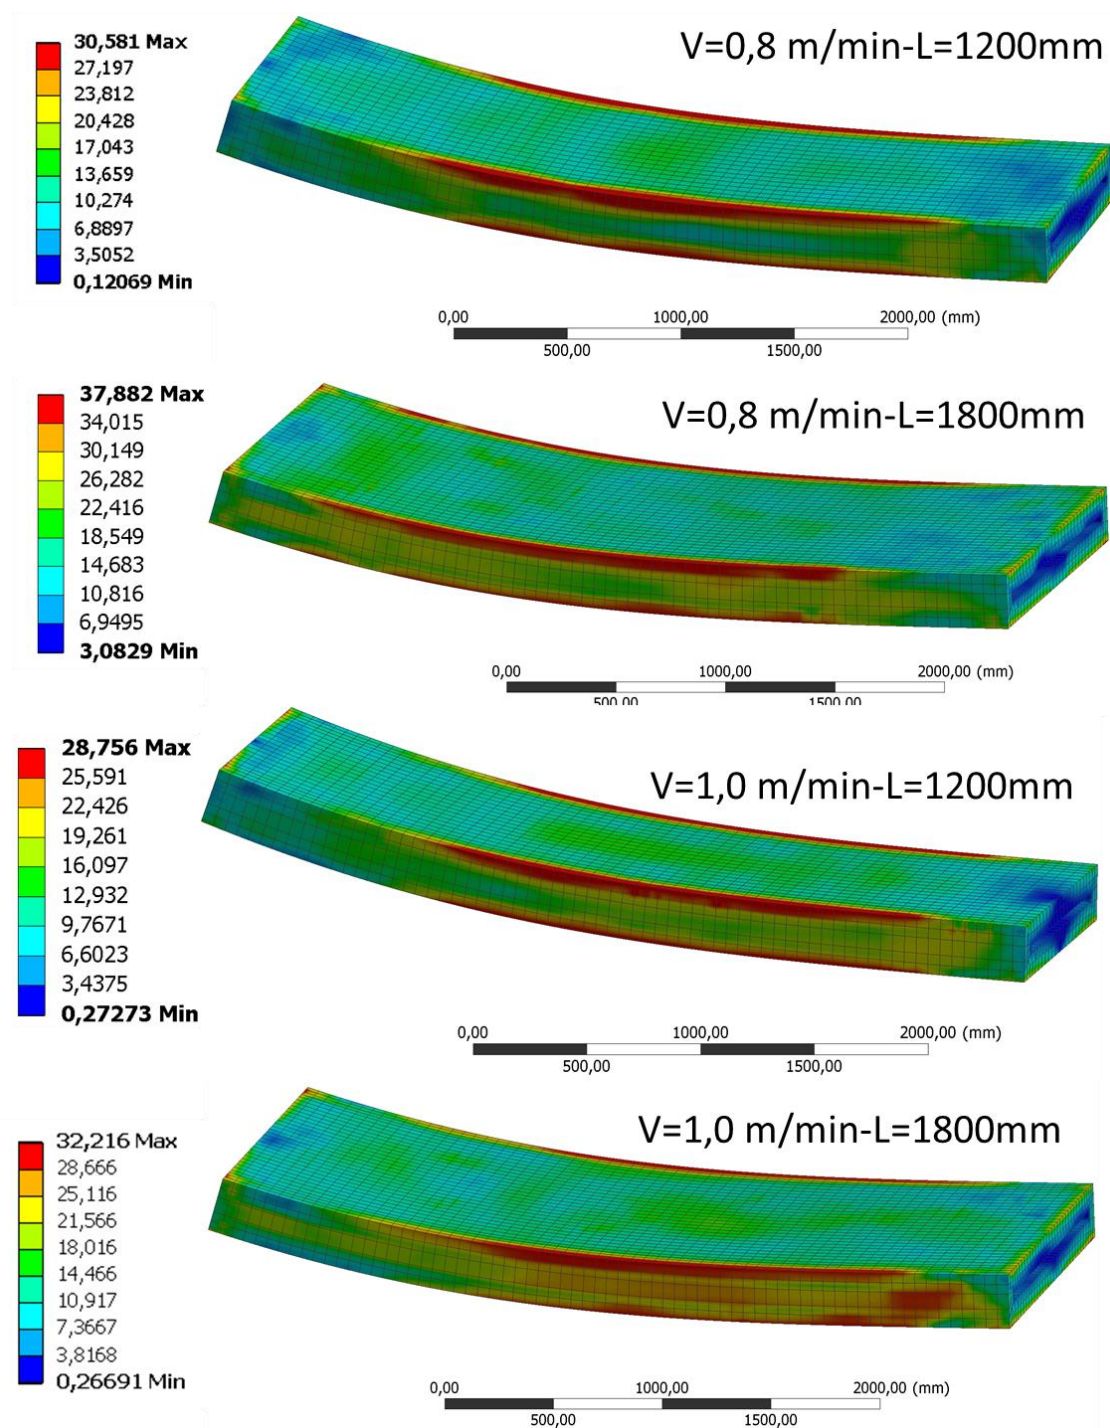 V=0,8 m/min-L=1200mm
30,581 Max
27,197
23,812
20,428
17,043
13,659
10,274
6,8897
3,5052
0,12069 Min
0,00 1000,00 2000,00 (mm)
500,00 1500,00
V=0,8 m/min-L=1800mm
37,882 Max
34,015
30,149
26,282
22,416
18,549
14,683
10,816
6,9495
3,0829 Min
0,00 1000,00 2000,00 (mm)
500,00 1500,00
V=1,0 m/min-L=1200mm
28,756 Max
25,591
22,426
19,261
16,097
12,932
9,7671
6,6023
3,4375
0,27273 Min
0,00 1000,00 2000,00 (mm)
500,00 1500,00
V=1,0 m/min-L=1800mm
32,216 Max
28,666
25,116
21,566
18,016
14,466
10,917
7,3667
3,8168
0,26691 Min
0,00 1000,00 2000,00 (mm)
500,00 1500,00